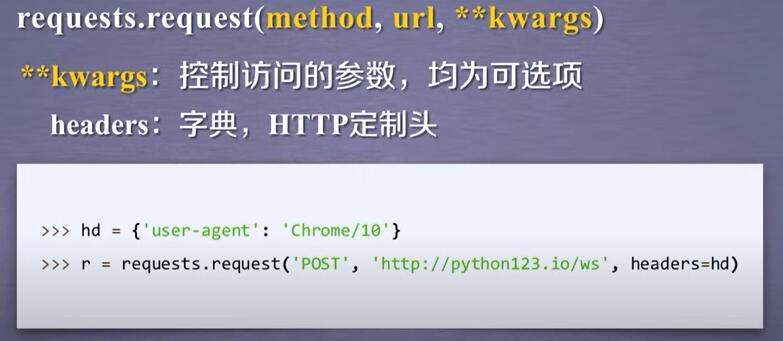 requests.request(method, url, **kwargs)
**kwargs：控制访问的参数，均为可选项
headers：字典，HTTP定制头
>>> hd = {'user-agent': 'Chrome/10'}
>>> r = requests.request('POST', 'http://python123.io/ws', headers=hd)